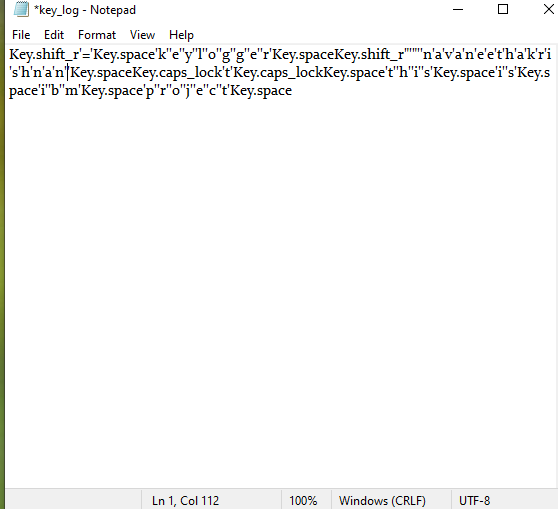 *key_log - Notepad
File Edit Format View Help
Key.shift_r'='Key.space'k''e''y''l''o''g''g''e''r'Key.spaceKey.shift_r'"''"''n'a'v'a'n'e'e't'h'a'k'r'i
's'h'n'a'n'Key.spaceKey.caps_lock't'Key.caps_lockKey.space't''h''i''s'Key.space'i''s'Key.s
pace'i''b''m'Key.space'p''r''o''j''e''c''t'Key.space
Ln 1, Col 112 100% Windows (CRLF) UTF-8